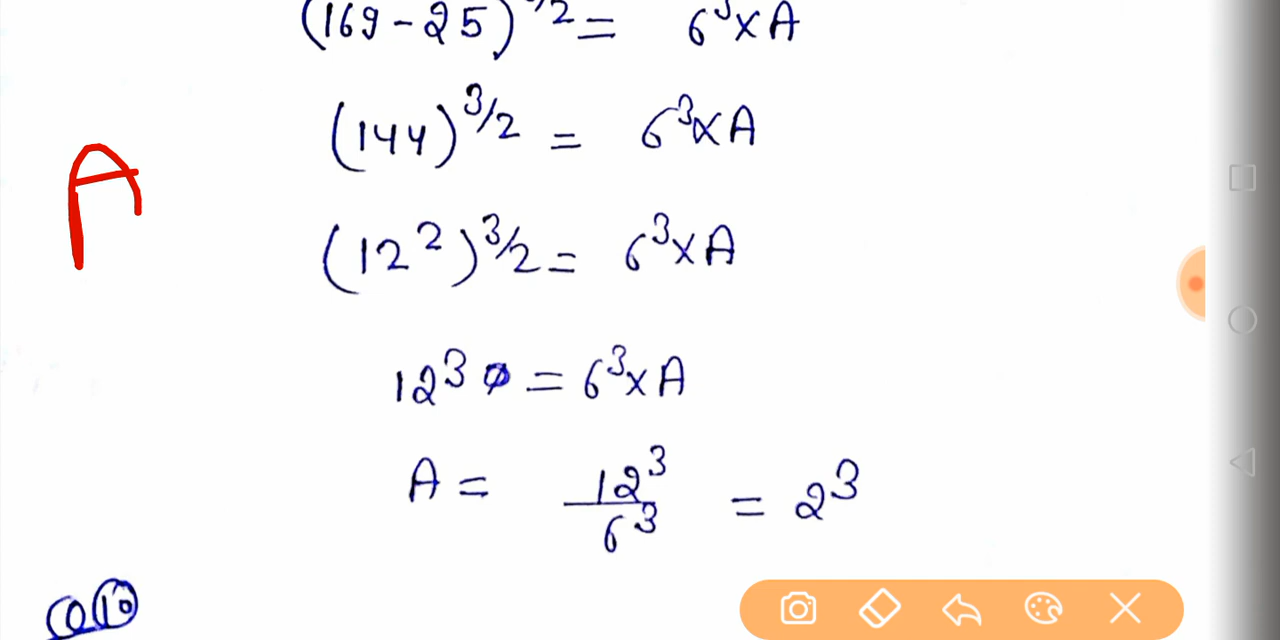 (169-25)^3/2 = 6^3×A
(144)^3/2 = 6^3×A
A
(12^2)^3/2 = 6^3×A
12^3 = 6^3×A
A = 12^3/6^3 = 2^3
Q10